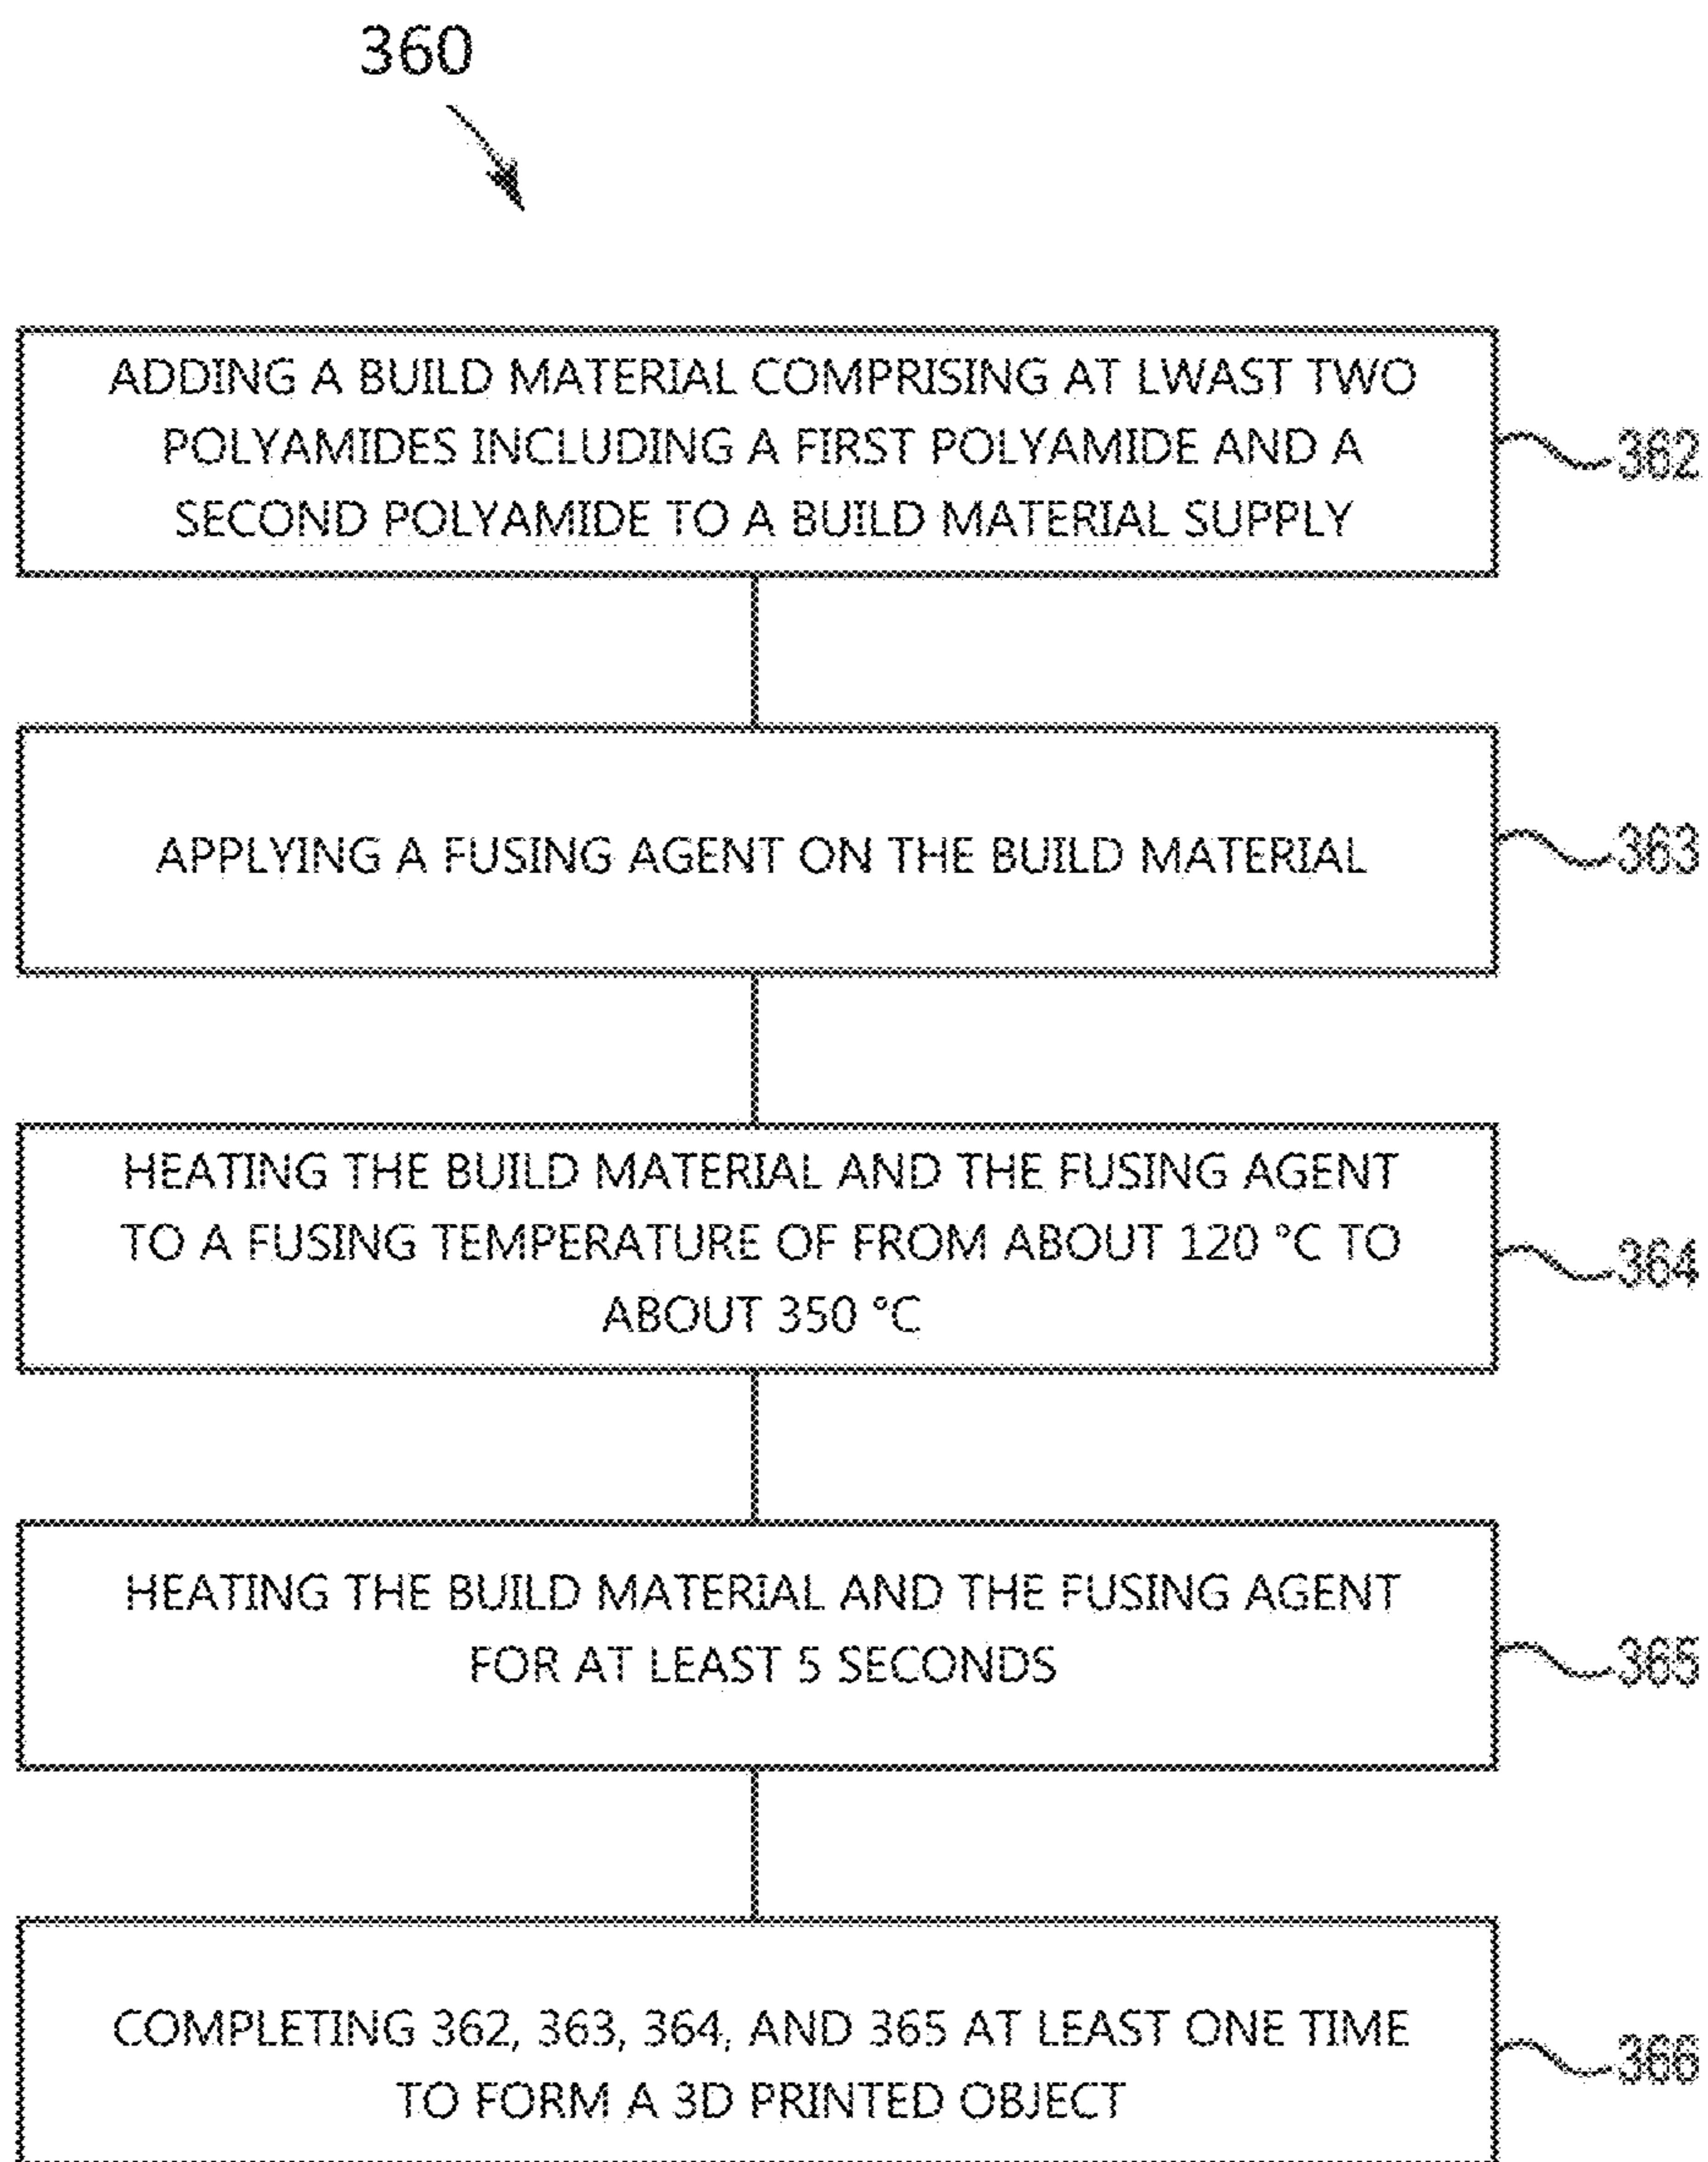 360
ADDING A BUILD MATERIAL COMPRISING AT LWAST TWO
POLYAMIDES INCLUDING A FIRST POLYAMIDE AND A
SECOND POLYAMIDE TO A BUILD MATERIAL SUPPLY
362
APPLYING A FUSING AGENT ON THE BUILD MATERIAL
363
HEATING THE BUILD MATERIAL AND THE FUSING AGENT
TO A FUSING TEMPERATURE OF FROM ABOUT 120 °C TO
ABOUT 350 °C
364
HEATING THE BUILD MATERIAL AND THE FUSING AGENT
FOR AT LEAST 5 SECONDS
365
COMPLETING 362, 363, 364, AND 365 AT LEAST ONE TIME
TO FORM A 3D PRINTED OBJECT
366